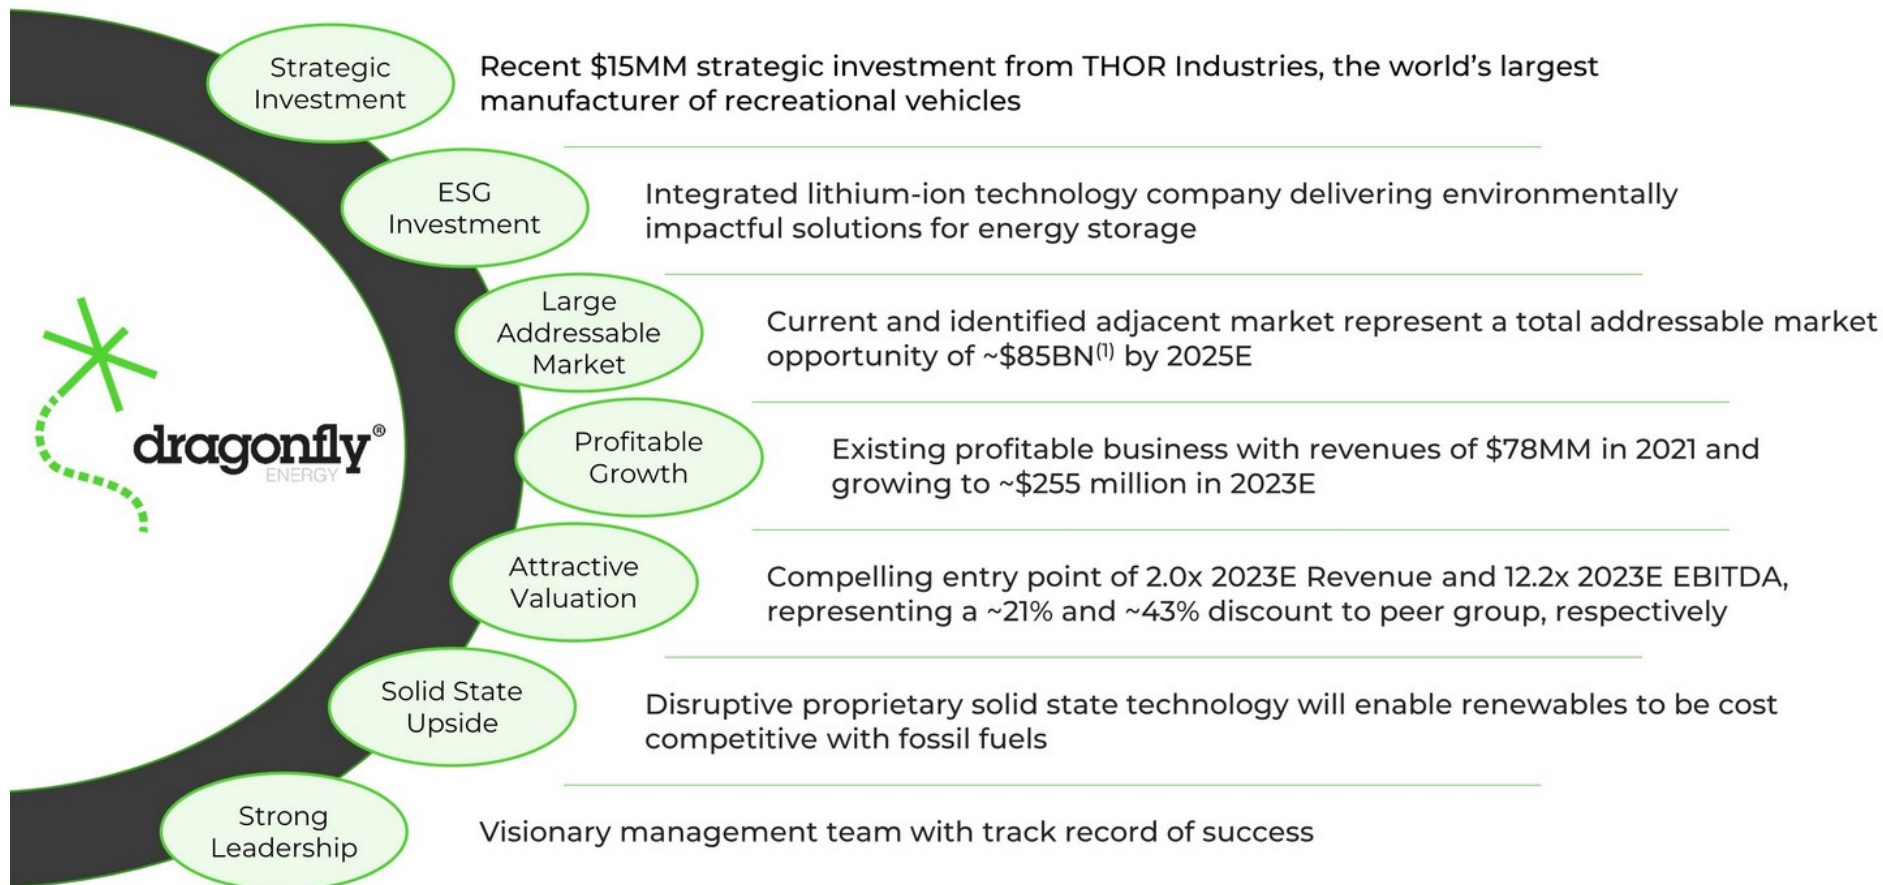 Strategic
Investment
Recent $15MM strategic investment from THOR Industries, the world's largest
manufacturer of recreational vehicles
ESG
Investment
Integrated lithium-ion technology company delivering environmentally
impactful solutions for energy storage
Large
Addressable
Market
Current and identified adjacent market represent a total addressable market
opportunity of ~$85BN(1) by 2025E
dragonfly®
ENERGY
Profitable
Growth
Existing profitable business with revenues of $78MM in 2021 and
growing to ~$255 million in 2023E
Attractive
Valuation
Compelling entry point of 2.0x 2023E Revenue and 12.2x 2023E EBITDA,
representing a ~21% and ~43% discount to peer group, respectively
Solid State
Upside
Disruptive proprietary solid state technology will enable renewables to be cost
competitive with fossil fuels
Strong
Leadership
Visionary management team with track record of success